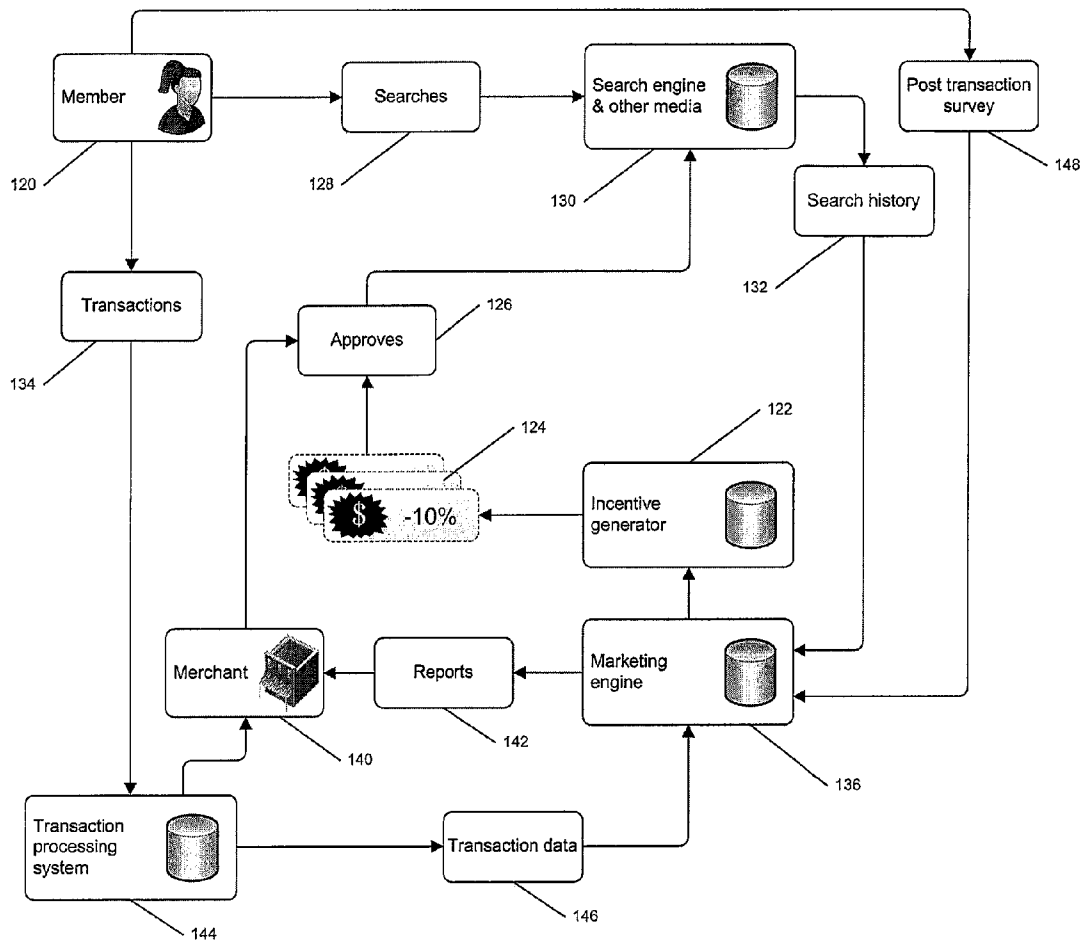 Member
Searches
Search engine
& other media
Post transaction
survey
120
128
130
148
Search history
132
Transactions
134
Approves
126
124
122
$ -10%
Incentive
generator
Merchant
Reports
Marketing
engine
140
142
136
Transaction
processing
system
Transaction data
144
146